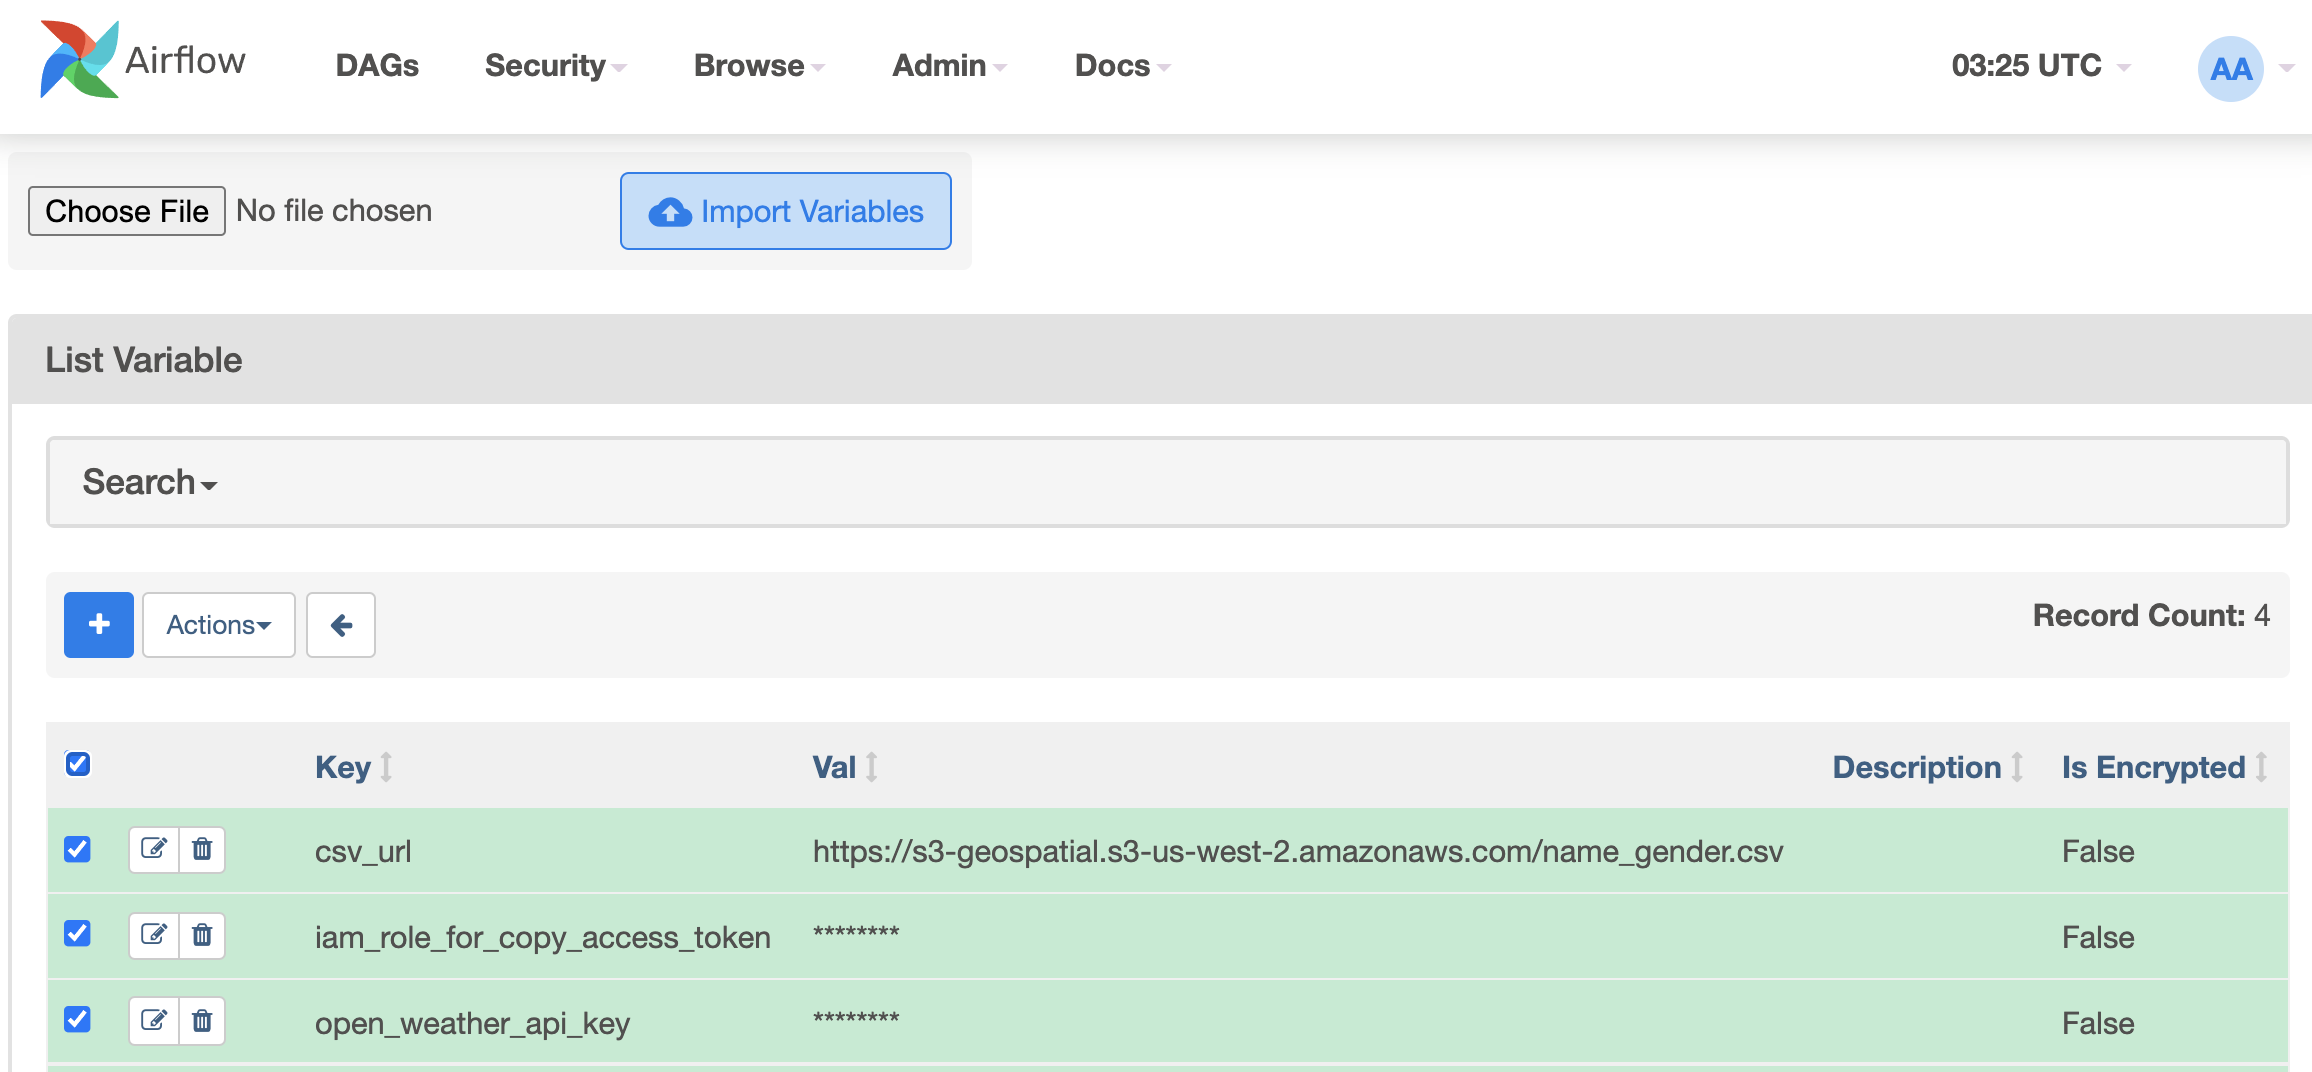 Airflow DAGs Security Browse Admin Docs 03:25 UTC AA
Choose File No file chosen Import Variables
List Variable
Search
+ Actions Record Count: 4
Key Val Description Is Encrypted
csv_url https://s3-geospatial.s3-us-west-2.amazonaws.com/name_gender.csv False
iam_role_for_copy_access_token ******** False
open_weather_api_key ******** False